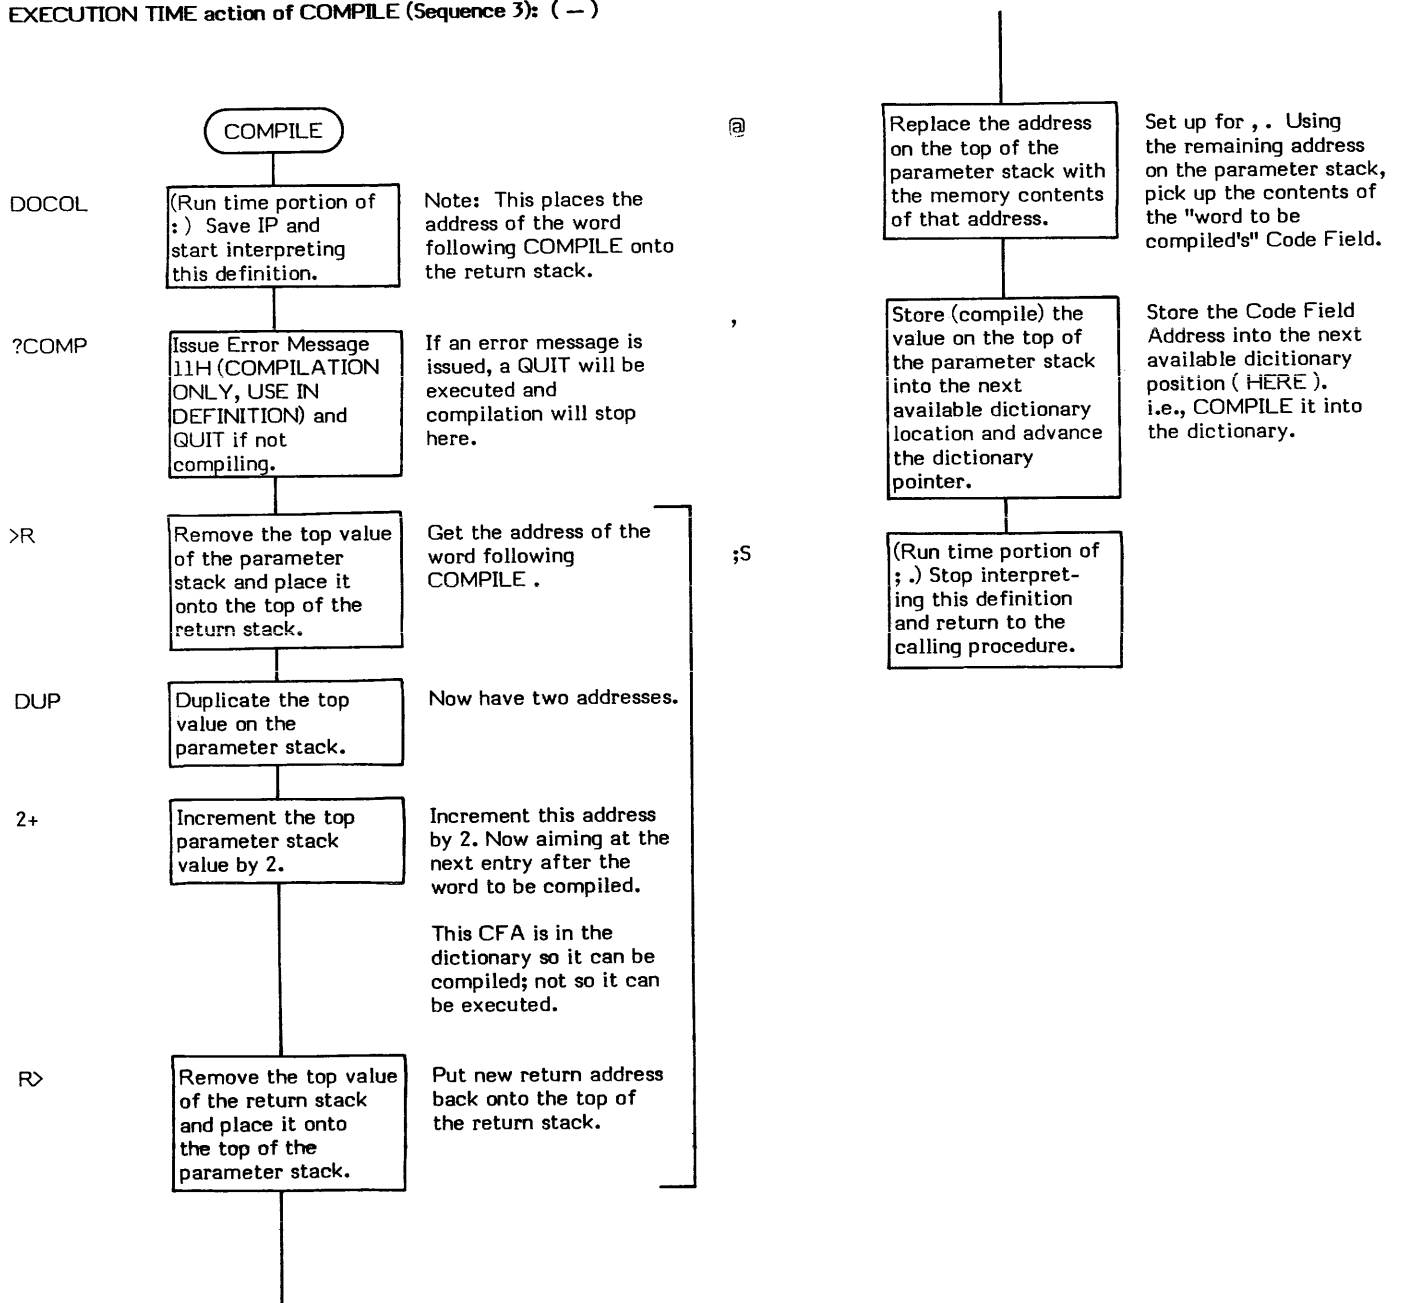 EXECUTION TIME action of COMPILE (Sequence 3): ( — )
COMPILE
DOCOL
(Run time portion of
: ) Save IP and
start interpreting
this definition.
Note: This places the
address of the word
following COMPILE onto
the return stack.
?COMP
Issue Error Message
11H (COMPILATION
ONLY, USE IN
DEFINITION) and
QUIT if not
compiling.
If an error message is
issued, a QUIT will be
executed and
compilation will stop
here.
>R
Remove the top value
of the parameter
stack and place it
onto the top of the
return stack.
Get the address of the
word following
COMPILE .
DUP
Duplicate the top
value on the
parameter stack.
Now have two addresses.
2+
Increment the top
parameter stack
value by 2.
Increment this address
by 2. Now aiming at the
next entry after the
word to be compiled.
This CFA is in the
dictionary so it can be
compiled; not so it can
be executed.
R>
Remove the top value
of the return stack
and place it onto
the top of the
parameter stack.
Put new return address
back onto the top of
the return stack.
@
Replace the address
on the top of the
parameter stack with
the memory contents
of that address.
Set up for , . Using
the remaining address
on the parameter stack,
pick up the contents of
the "word to be
compiled's" Code Field.
,
Store (compile) the
value on the top of
the parameter stack
into the next
available dictionary
location and advance
the dictionary
pointer.
Store the Code Field
Address into the next
available dicitionary
position ( HERE ).
i.e., COMPILE it into
the dictionary.
;S
(Run time portion of
; .) Stop interpret-
ing this definition
and return to the
calling procedure.